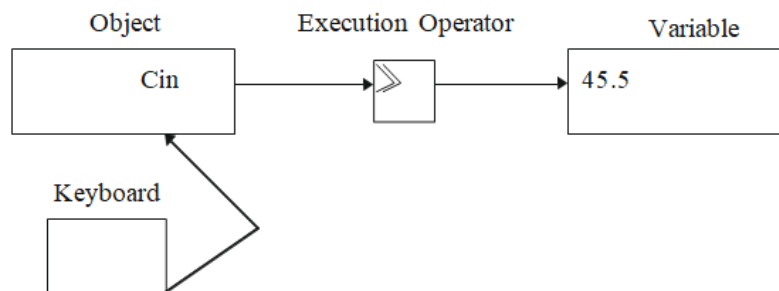 Object
Execution Operator
Variable
Cin
>>
45.5
Keyboard